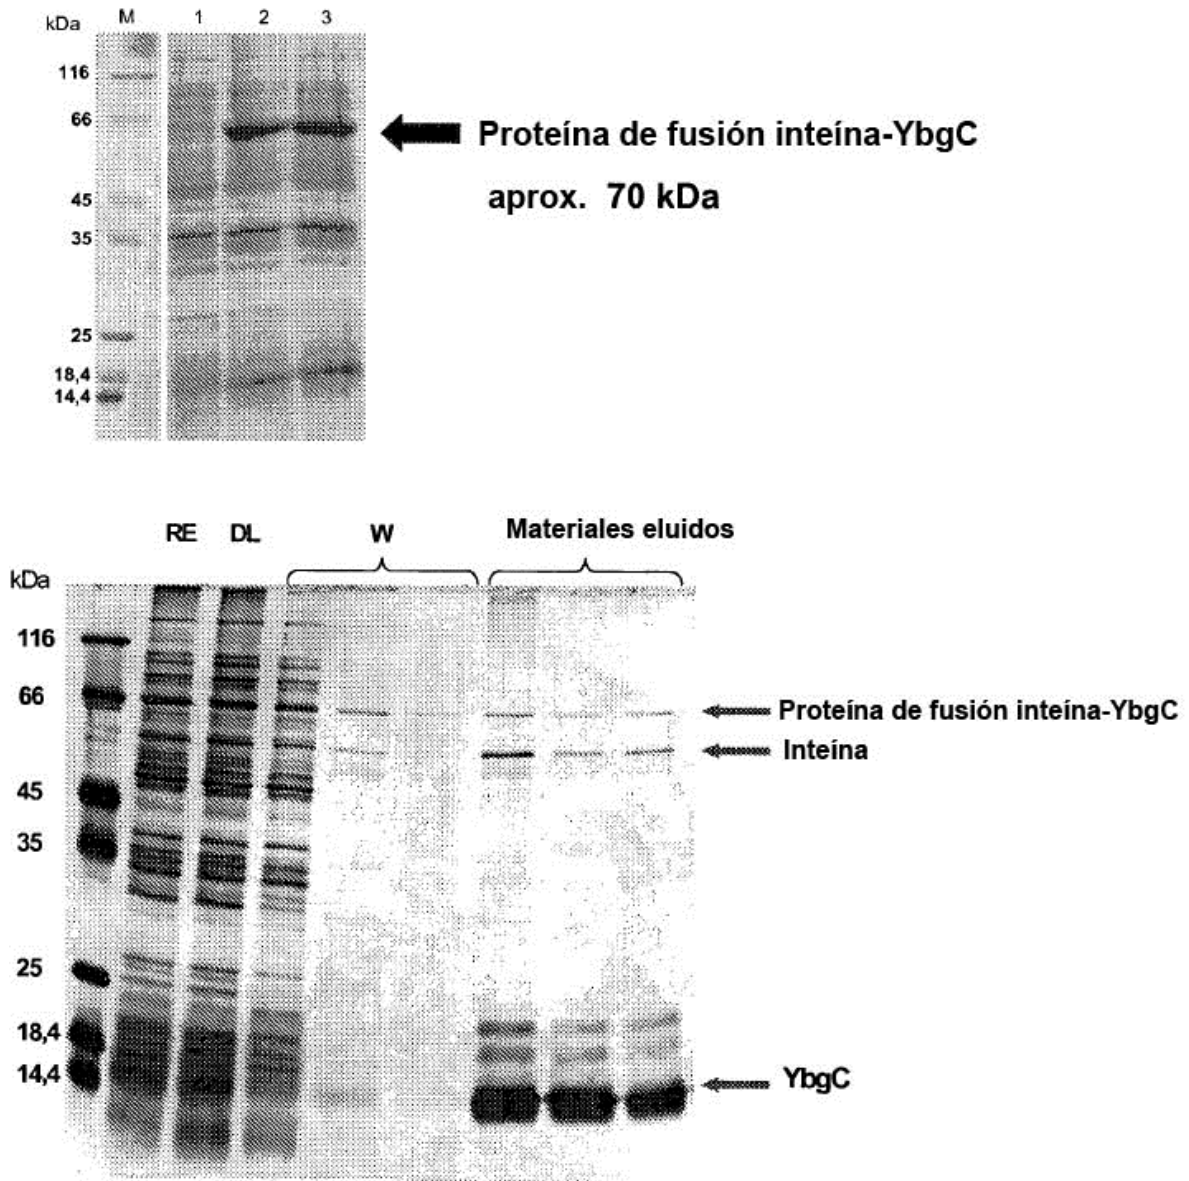 kDa M 1 2 3
116
66
Proteína de fusión inteína-YbgC
aprox. 70 kDa
45
35
25
18,4
14,4
RE DL W Materiales eluidos
kDa
116
66
Proteína de fusión inteína-YbgC
Inteína
45
35
25
18,4
14,4
YbgC